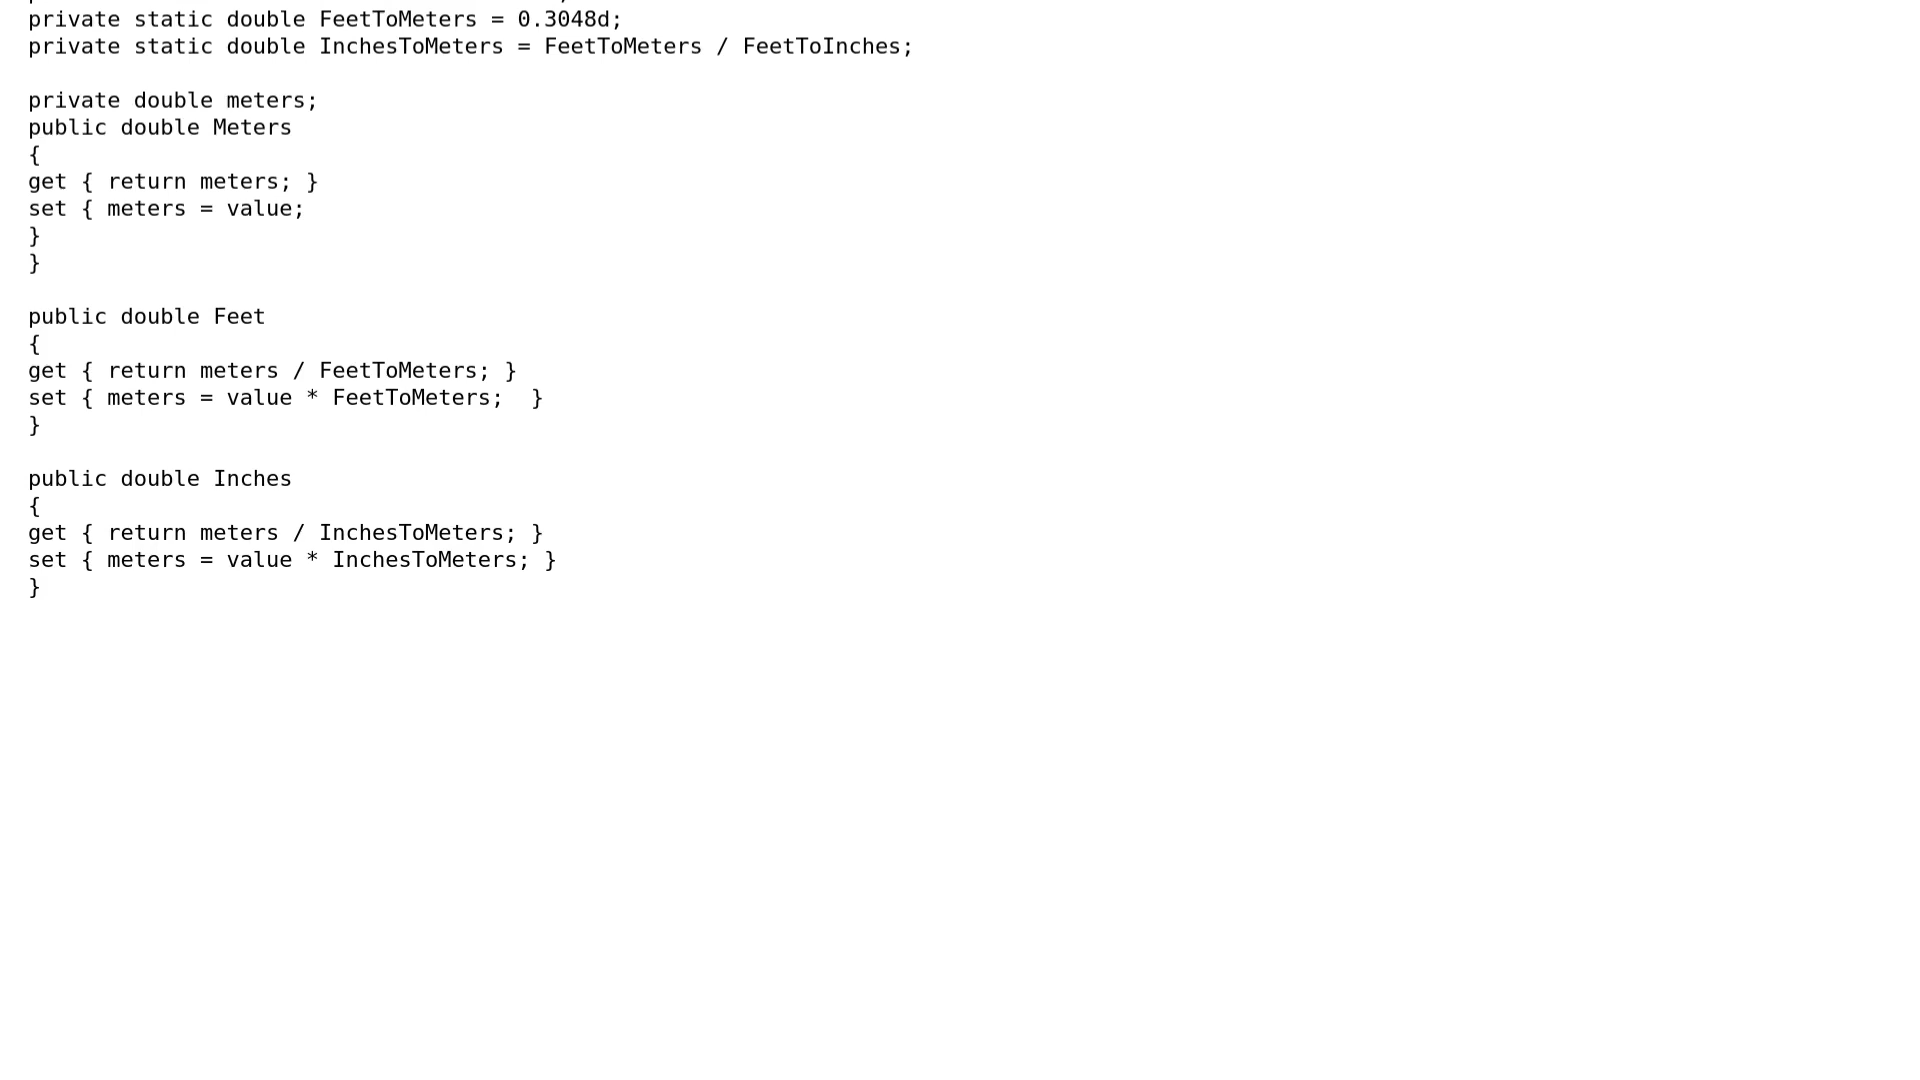 private static double FeetToMeters = 0.3048d;
private static double InchesToMeters = FeetToMeters / FeetToInches;

private double meters;
public double Meters
{
get { return meters; }
set { meters = value;
}
}

public double Feet
{
get { return meters / FeetToMeters; }
set { meters = value * FeetToMeters;  }
}

public double Inches
{
get { return meters / InchesToMeters; }
set { meters = value * InchesToMeters; }
}